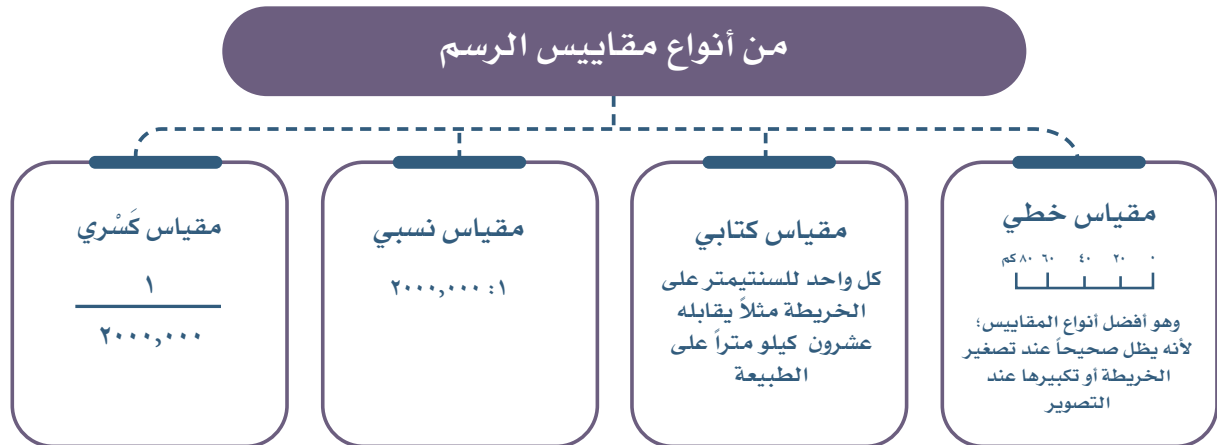 من أنواع مقاييس الرسم
مقياس خطي
٠ ٢٠ ٤٠ ٦٠ ٨٠ كم
وهو أفضل أنواع المقاييس؛
لأنه يظل صحيحاً عند تصغير
الخريطة أو تكبيرها عند
التصوير
مقياس كتابي
كل واحد للسنتيمتر على
الخريطة مثلاً يقابله
عشرون كيلو متراً على
الطبيعة
مقياس نسبي
١: ٢٠٠٠,٠٠٠
مقياس كَسْري
١
٢٠٠٠,٠٠٠